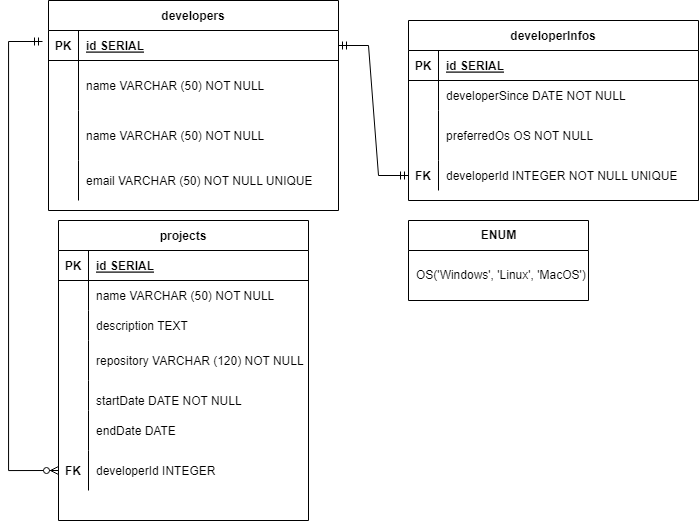 developers
PK id SERIAL
name VARCHAR (50) NOT NULL
name VARCHAR (50) NOT NULL
email VARCHAR (50) NOT NULL UNIQUE
developerInfos
PK id SERIAL
developerSince DATE NOT NULL
preferredOs OS NOT NULL
FK developerId INTEGER NOT NULL UNIQUE
projects
PK id SERIAL
name VARCHAR (50) NOT NULL
description TEXT
repository VARCHAR (120) NOT NULL
startDate DATE NOT NULL
endDate DATE
FK developerId INTEGER
ENUM
OS('Windows', 'Linux', 'MacOS')